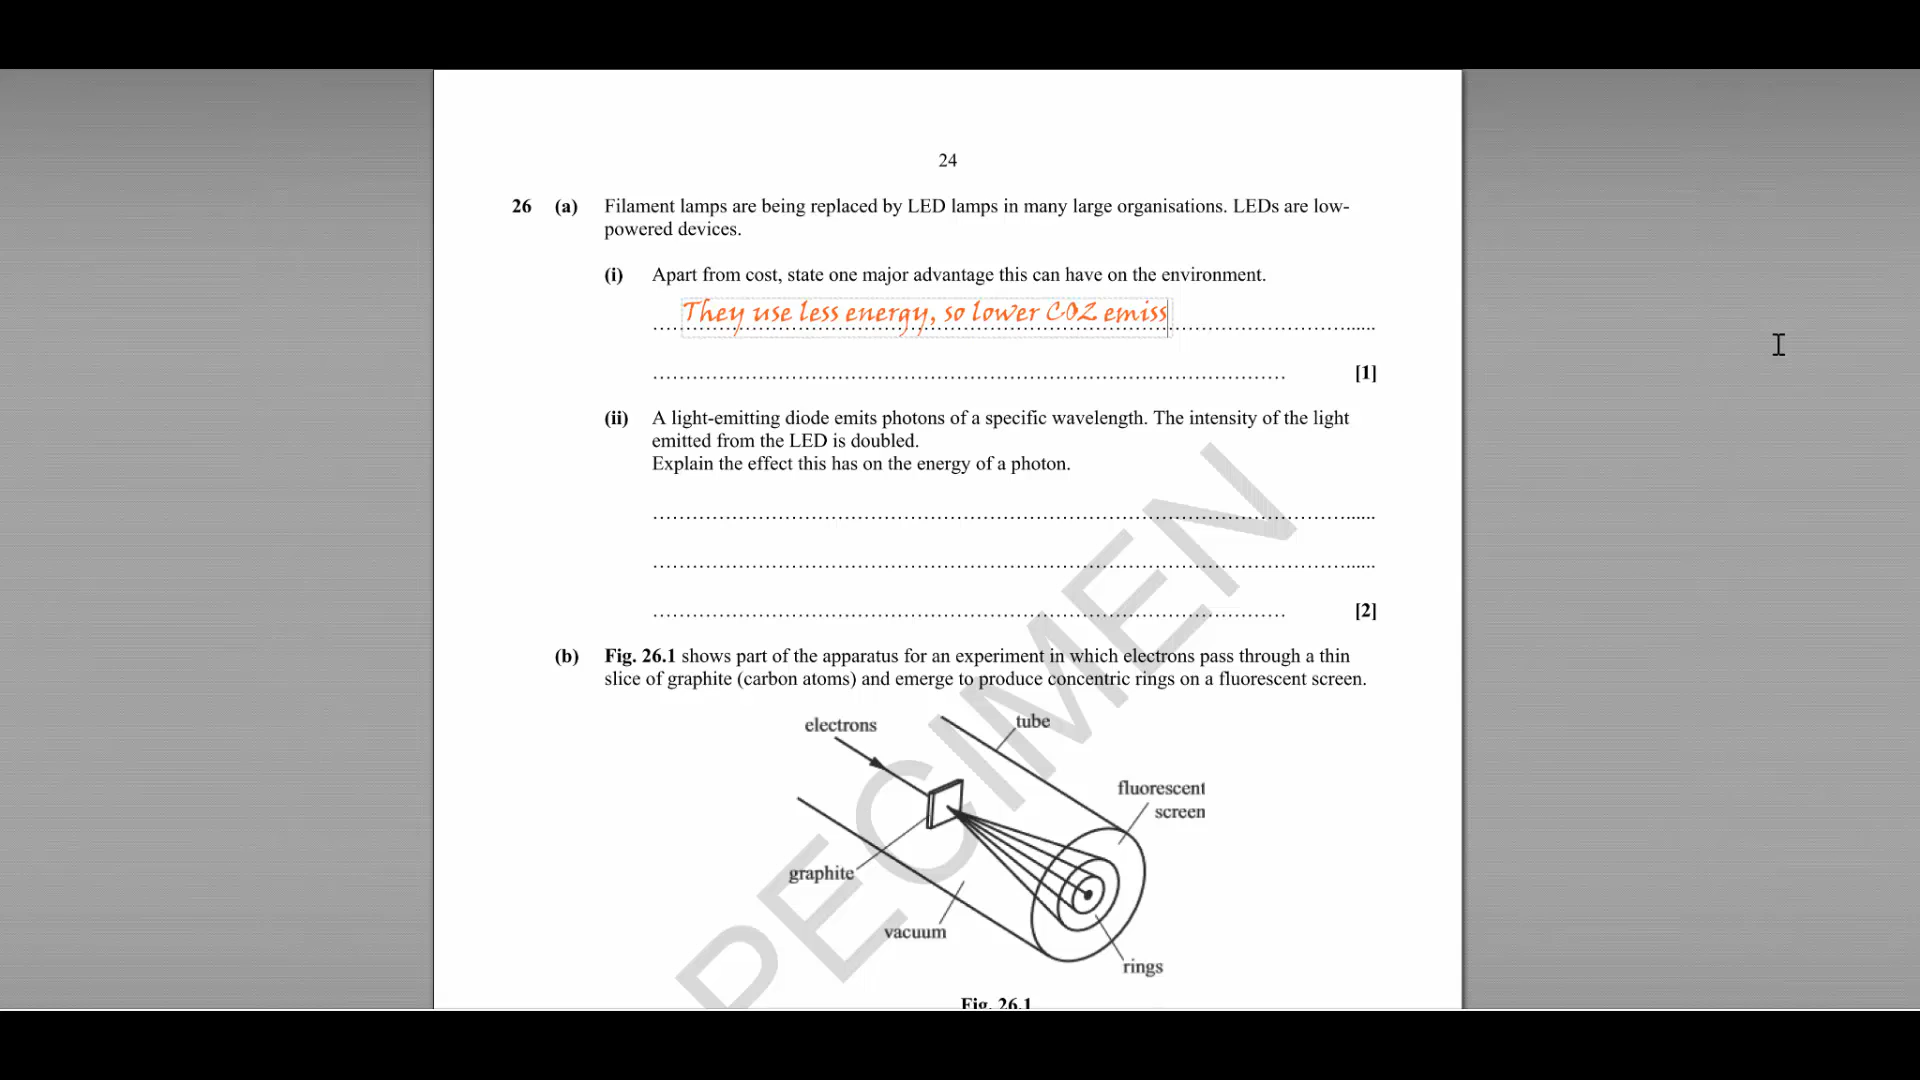 24
26 (a) Filament lamps are being replaced by LED lamps in many large organisations. LEDs are low-
powered devices.
(i) Apart from cost, state one major advantage this can have on the environment.
They use less energy, so lower CO2 emiss
........................................................................................................
.................................................................................... [1]
(ii) A light-emitting diode emits photons of a specific wavelength. The intensity of the light
emitted from the LED is doubled.
Explain the effect this has on the energy of a photon.
........................................................................................................
........................................................................................................
.................................................................................... [2]
(b) Fig. 26.1 shows part of the apparatus for an experiment in which electrons pass through a thin
slice of graphite (carbon atoms) and emerge to produce concentric rings on a fluorescent screen.
electrons
tube
fluorescent
screen
graphite
vacuum
rings
Fig. 26.1
PECIMEN